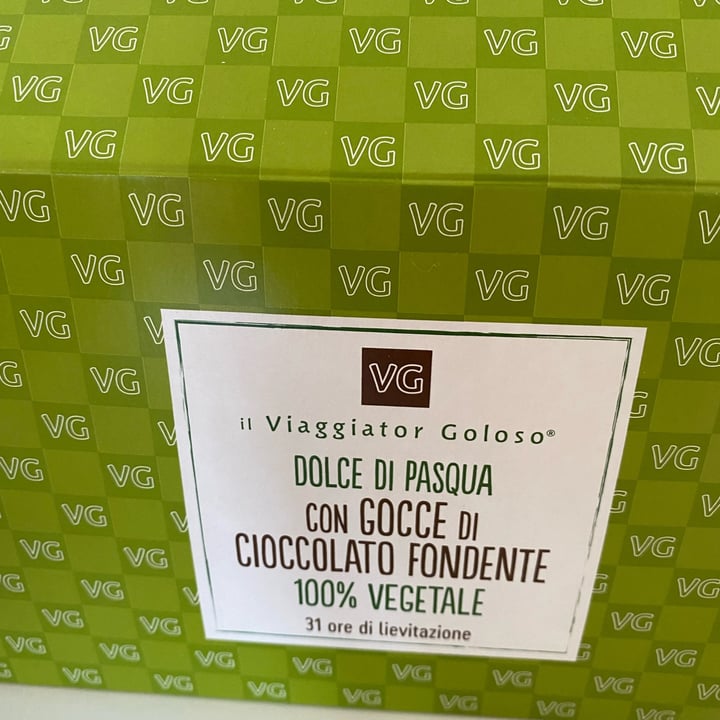 VG
il Viaggiator Goloso®
DOLCE DI PASQUA
CON GOCCE DI
CIOCCOLATO FONDENTE
100% VEGETALE
31 ore di lievitazione